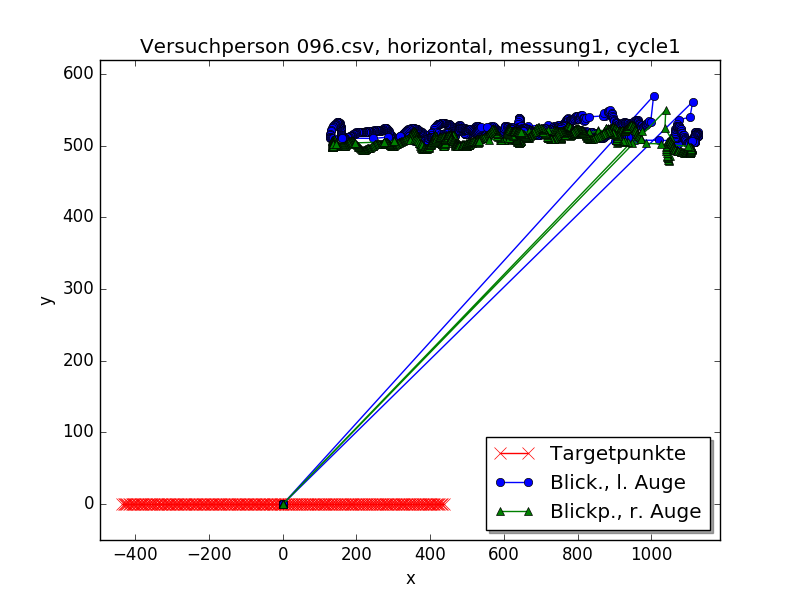 Versuchperson 096.csv, horizontal, messung1, cycle1
600
500
400
300
200
100
0
y
−400 −200 0 200 400 600 800 1000
x
Targetpunkte
Blick., l. Auge
Blickp., r. Auge